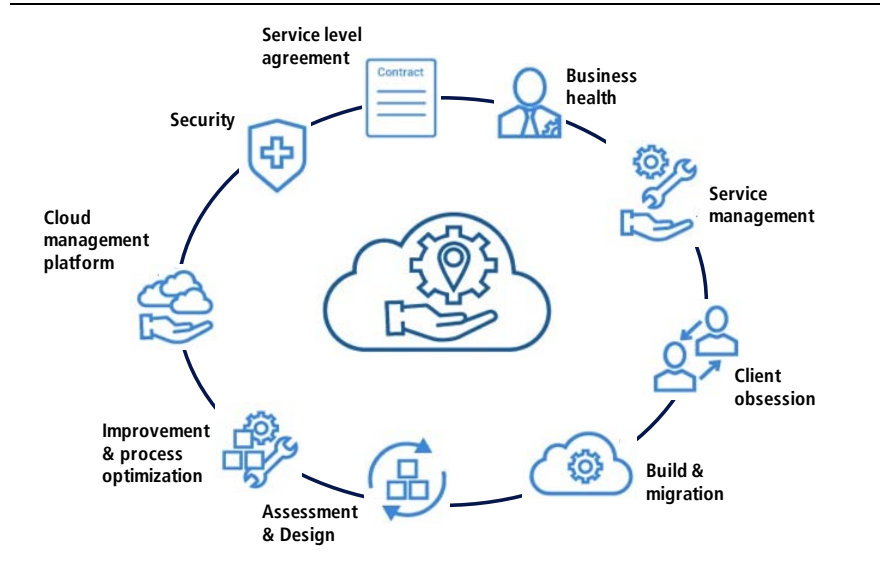 Service level
agreement
Contract
Business
health
Security
Service
management
Cloud
management
platform
Client
obsession
Improvement
& process
optimization
Build &
migration
Assessment
& Design